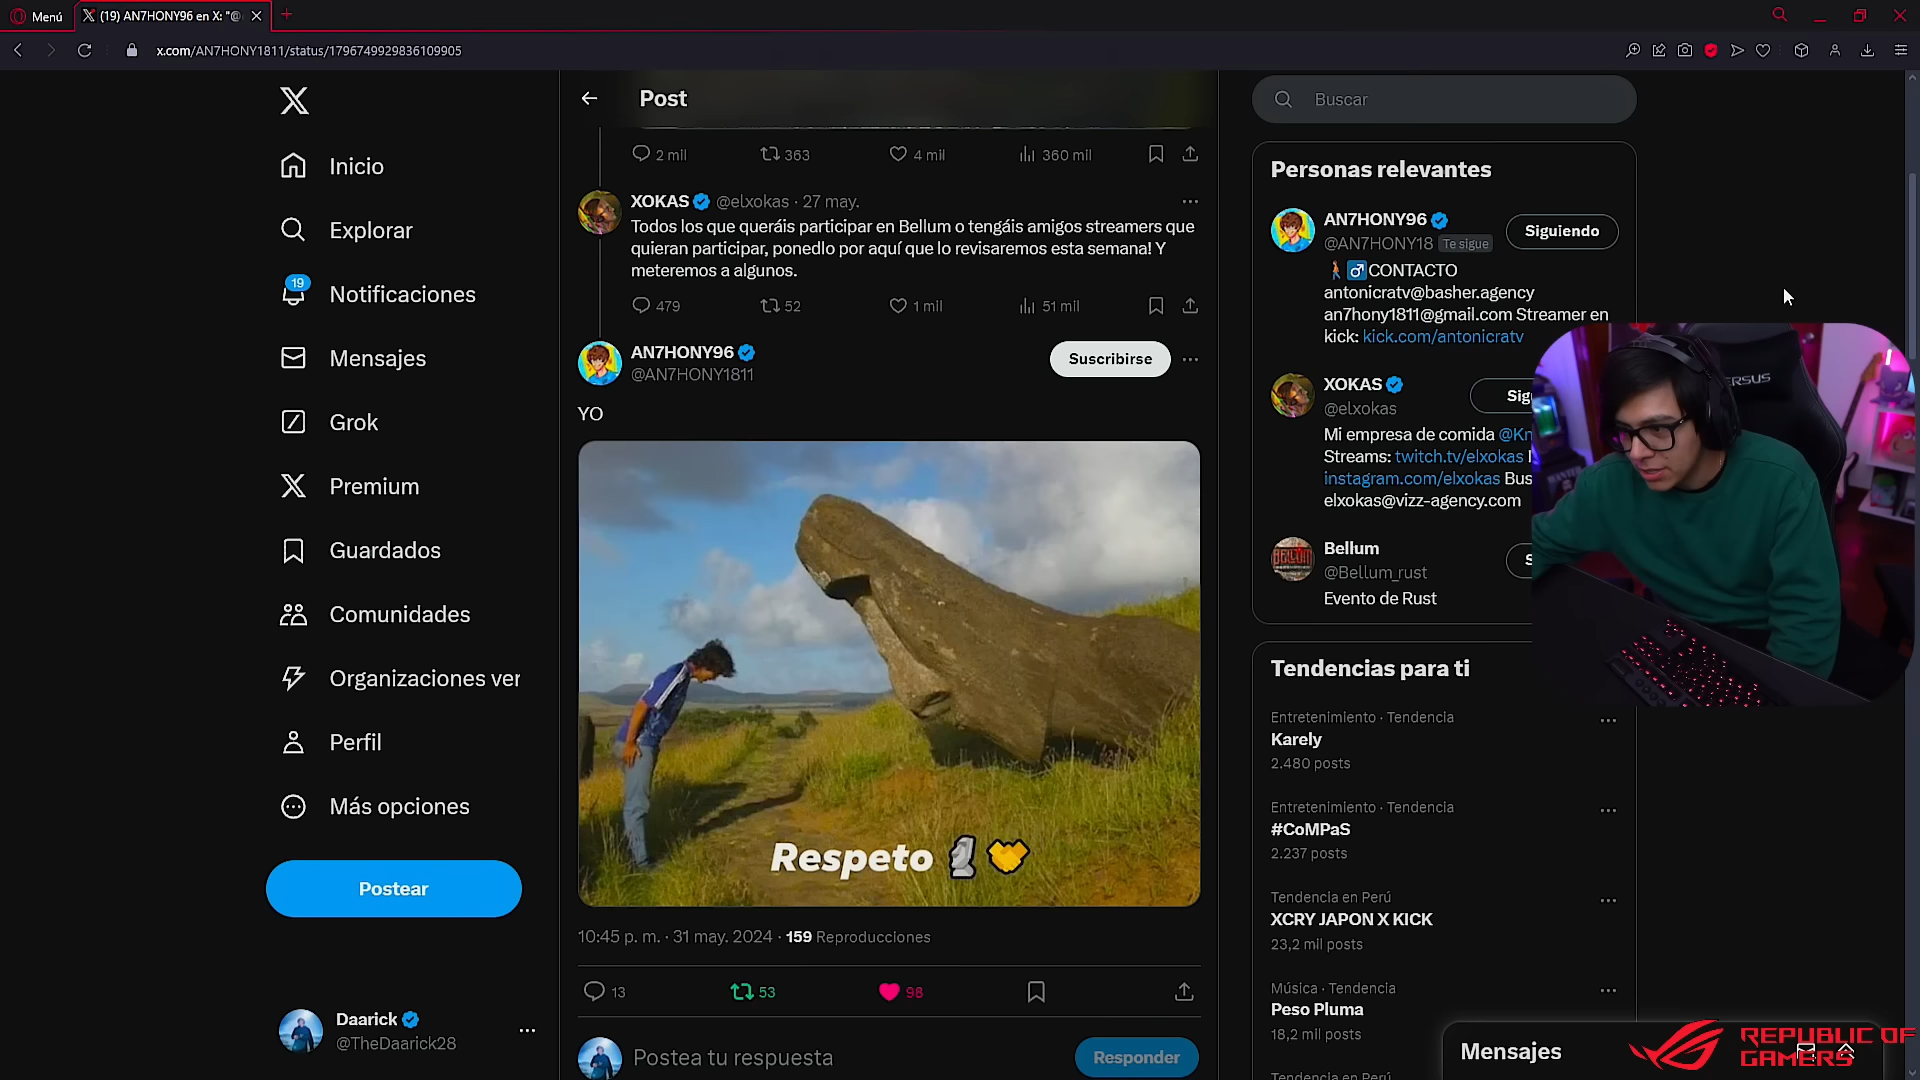 Menú
(19) AN7HONY96 en X: "@
x.com/AN7HONY1811/status/1796749929836109905
Inicio
Explorar
19
Notificaciones
Mensajes
Grok
Premium
Guardados
Comunidades
Organizaciones ver
Perfil
Más opciones
Postear
Daarick
@TheDaarick28
Post
2 mil
363
4 mil
360 mil
XOKAS @elxokas · 27 may.
Todos los que queráis participar en Bellum o tengáis amigos streamers que
quieran participar, ponedlo por aquí que lo revisaremos esta semana! Y
meteremos a algunos.
479
52
1 mil
51 mil
AN7HONY96
@AN7HONY1811
Suscribirse
YO
Respeto
10:45 p. m. · 31 may. 2024 · 159 Reproducciones
13
53
98
Postea tu respuesta
Responder
Buscar
Personas relevantes
AN7HONY96
@AN7HONY18 Te sigue
Siguiendo
CONTACTO
antonicratv@basher.agency
an7hony1811@gmail.com Streamer en
kick: kick.com/antonicratv
XOKAS
@elxokas
Sig
Mi empresa de comida @Kn
Streams: twitch.tv/elxokas
instagram.com/elxokas Bus
elxokas@vizz-agency.com
BELLUM
Bellum
@Bellum_rust
S
Evento de Rust
Tendencias para ti
Entretenimiento · Tendencia
Karely
2.480 posts
Entretenimiento · Tendencia
#CoMPaS
2.237 posts
Tendencia en Perú
XCRY JAPON X KICK
23,2 mil posts
Música · Tendencia
Peso Pluma
18,2 mil posts
Tendencia en Perú
Mensajes
REPUBLIC OF
GAMERS
ERSUS